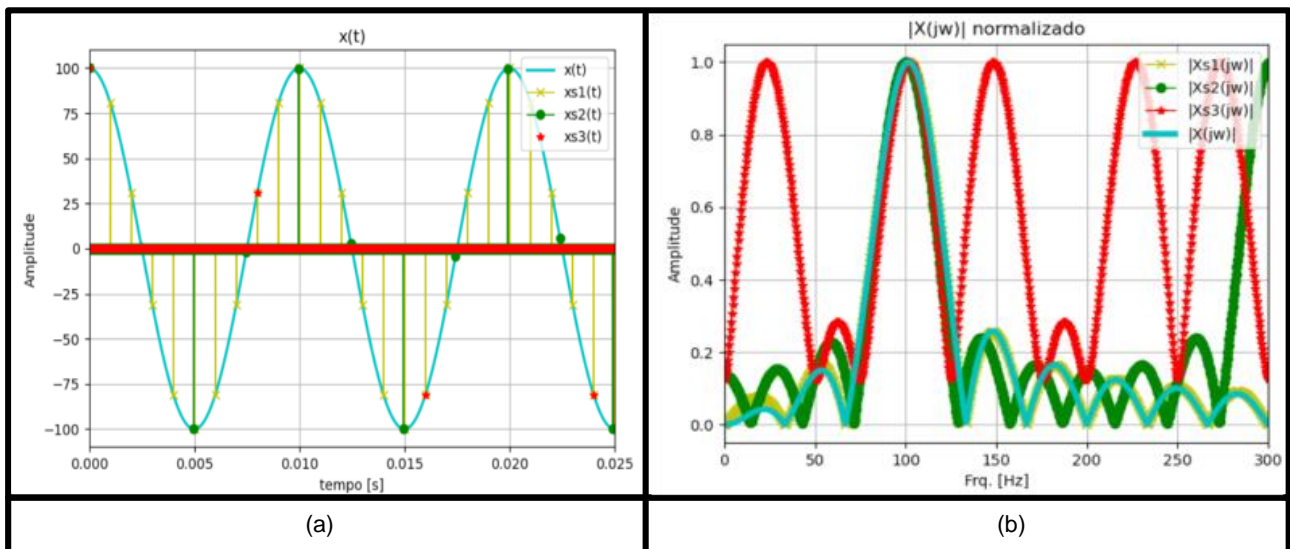 x(t)
x(t)
xs1(t)
xs2(t)
xs3(t)
100
75
50
25
0
−25
−50
−75
−100
Amplitude
0.000
0.005
0.010
0.015
0.020
0.025
tempo [s]
(a)
|X(jw)| normalizado
|Xs1(jw)|
|Xs2(jw)|
|Xs3(jw)|
|X(jw)|
1.0
0.8
0.6
0.4
0.2
0.0
Amplitude
0
50
100
150
200
250
300
Frq. [Hz]
(b)